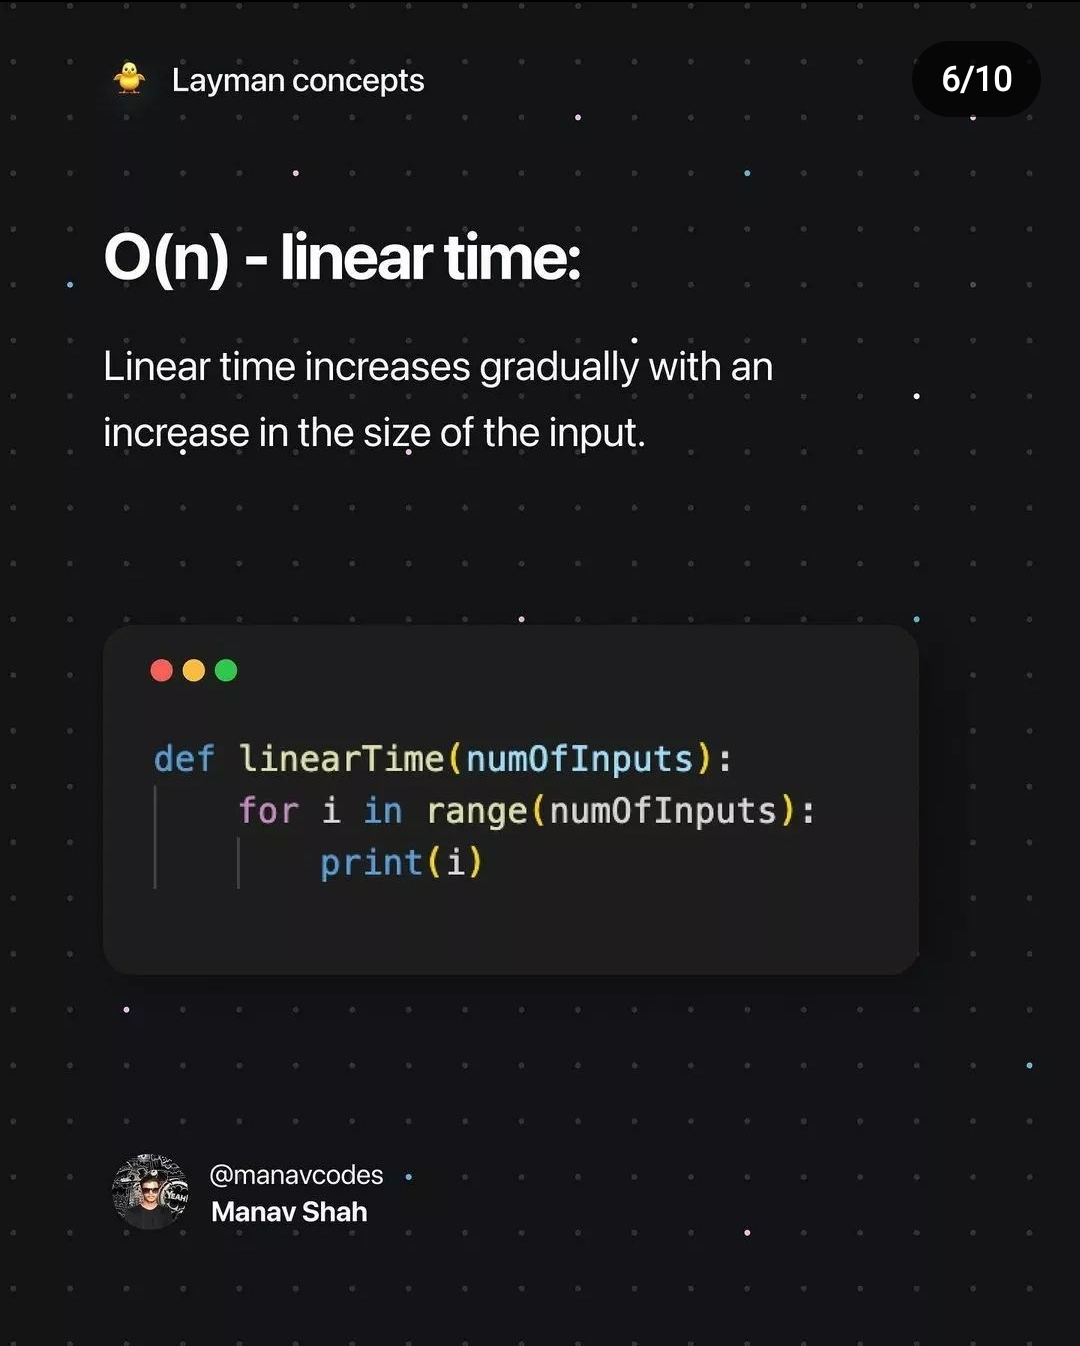 Layman concepts
6/10
O(n) - linear time:
Linear time increases gradually with an
increase in the size of the input.
def linearTime(numOfInputs):
    for i in range(numOfInputs):
        print(i)
@manavcodes
Manav Shah
YEAH!